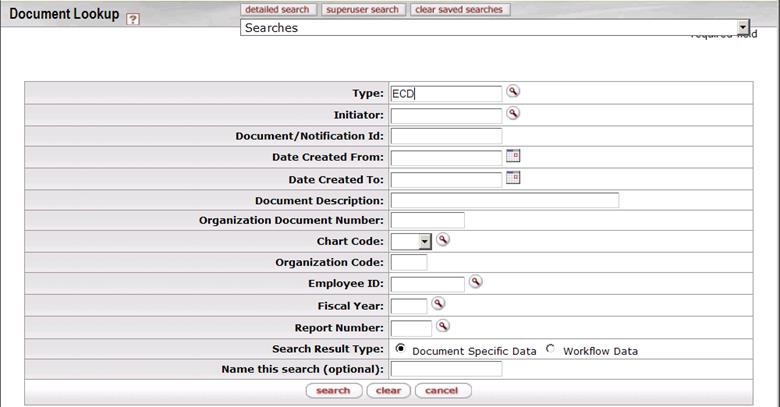 Document Lookup ?
detailed search superuser search clear saved searches
Searches
required field
Type: ECD
Initiator:
Document/Notification Id:
Date Created From:
Date Created To:
Document Description:
Organization Document Number:
Chart Code:
Organization Code:
Employee ID:
Fiscal Year:
Report Number:
Search Result Type: Document Specific Data Workflow Data
Name this search (optional):
search clear cancel